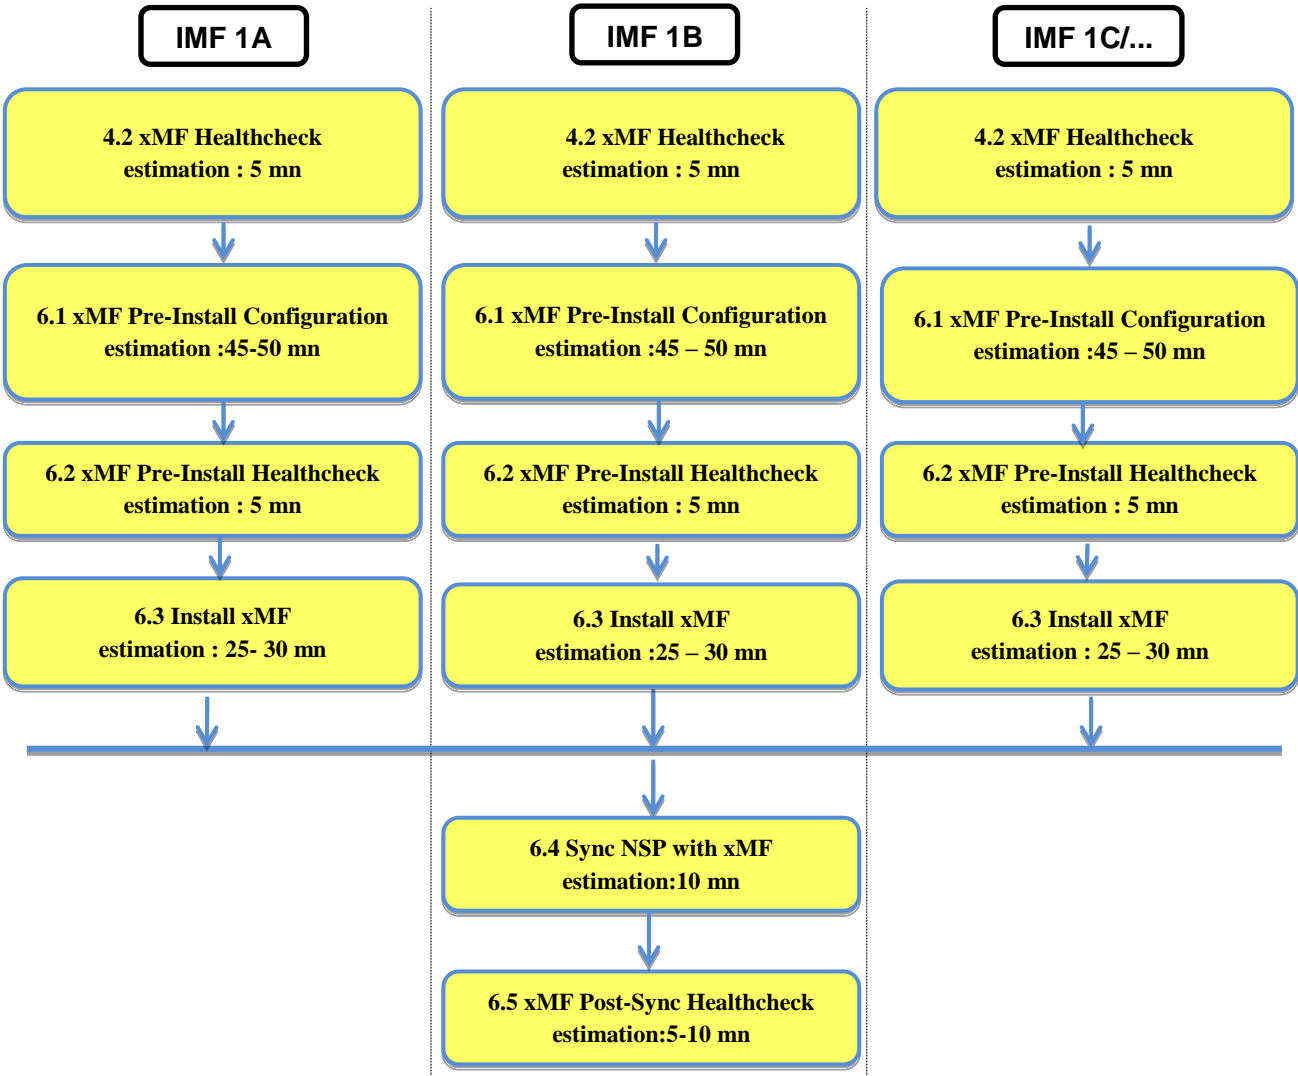 IMF 1A
IMF 1B
IMF 1C/...
4.2 xMF Healthcheck
estimation : 5 mn
4.2 xMF Healthcheck
estimation : 5 mn
4.2 xMF Healthcheck
estimation : 5 mn
6.1 xMF Pre-Install Configuration
estimation :45-50 mn
6.1 xMF Pre-Install Configuration
estimation :45 – 50 mn
6.1 xMF Pre-Install Configuration
estimation :45 – 50 mn
6.2 xMF Pre-Install Healthcheck
estimation : 5 mn
6.2 xMF Pre-Install Healthcheck
estimation : 5 mn
6.2 xMF Pre-Install Healthcheck
estimation : 5 mn
6.3 Install xMF
estimation : 25- 30 mn
6.3 Install xMF
estimation :25 – 30 mn
6.3 Install xMF
estimation : 25 – 30 mn
6.4 Sync NSP with xMF
estimation:10 mn
6.5 xMF Post-Sync Healthcheck
estimation:5-10 mn